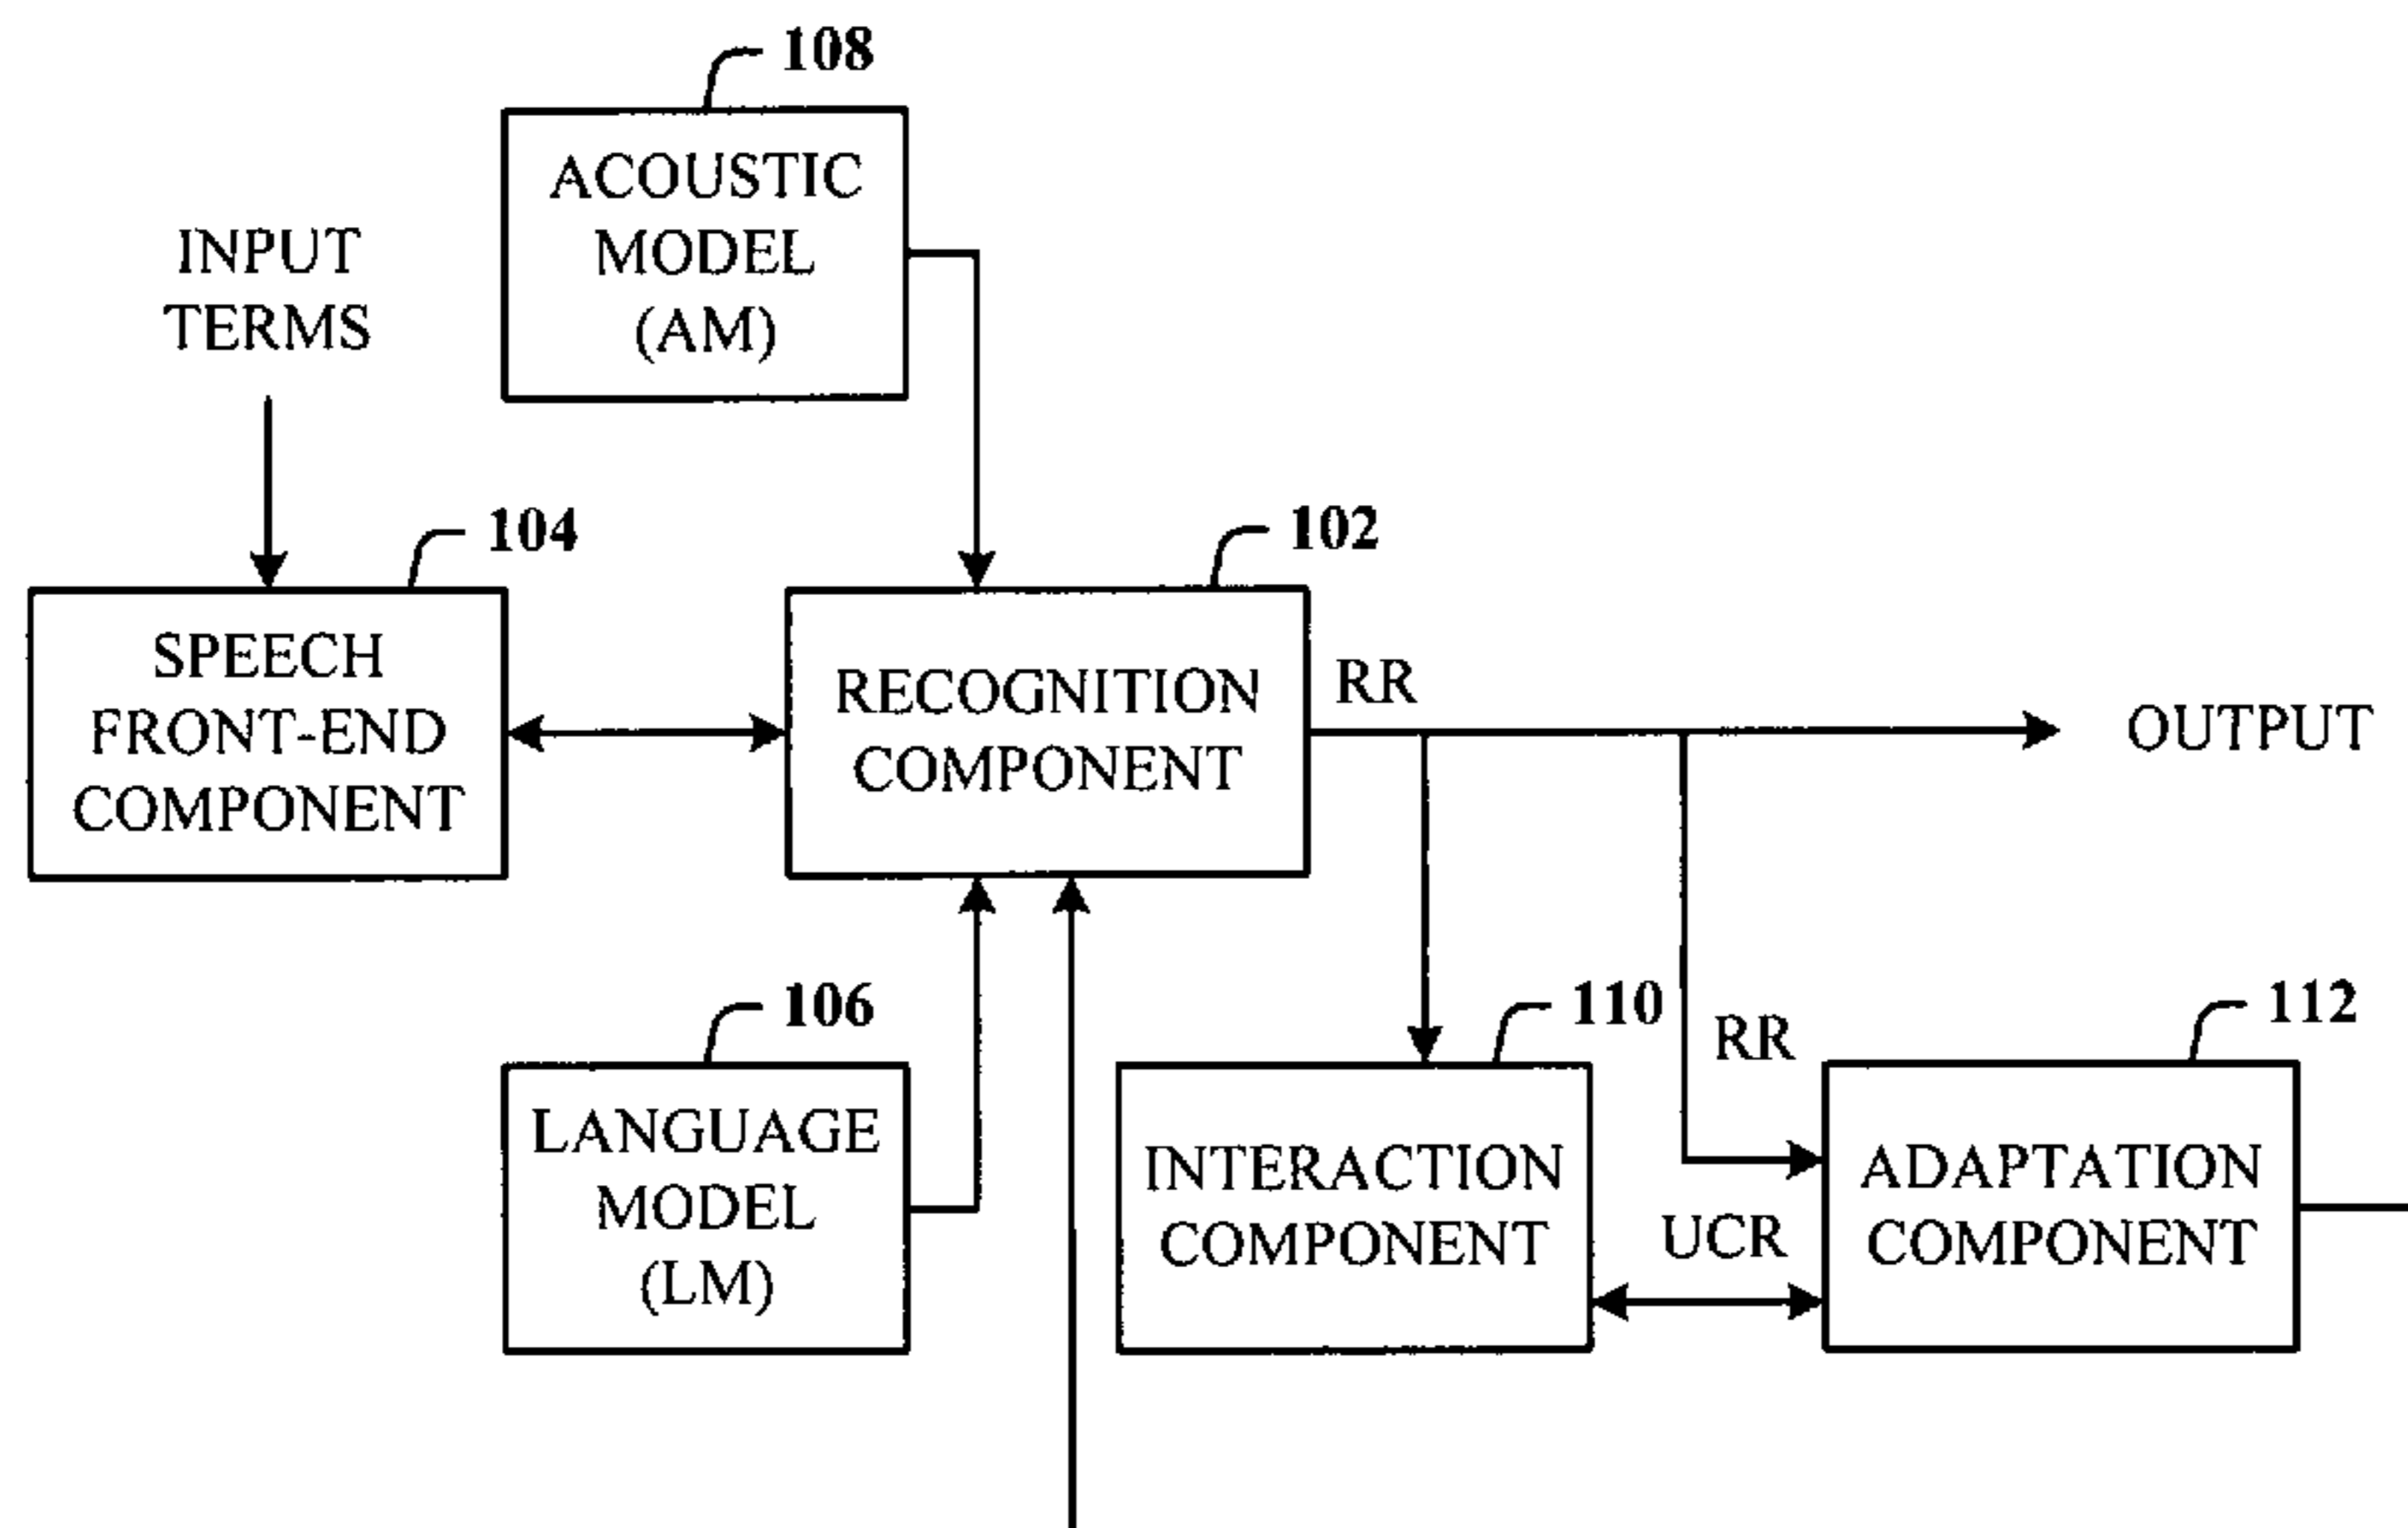 108
ACOUSTIC
MODEL
(AM)
INPUT
TERMS
104
102
SPEECH
FRONT-END
COMPONENT
RECOGNITION
COMPONENT
RR
OUTPUT
106
110
RR
112
LANGUAGE
MODEL
(LM)
INTERACTION
COMPONENT
UCR
ADAPTATION
COMPONENT